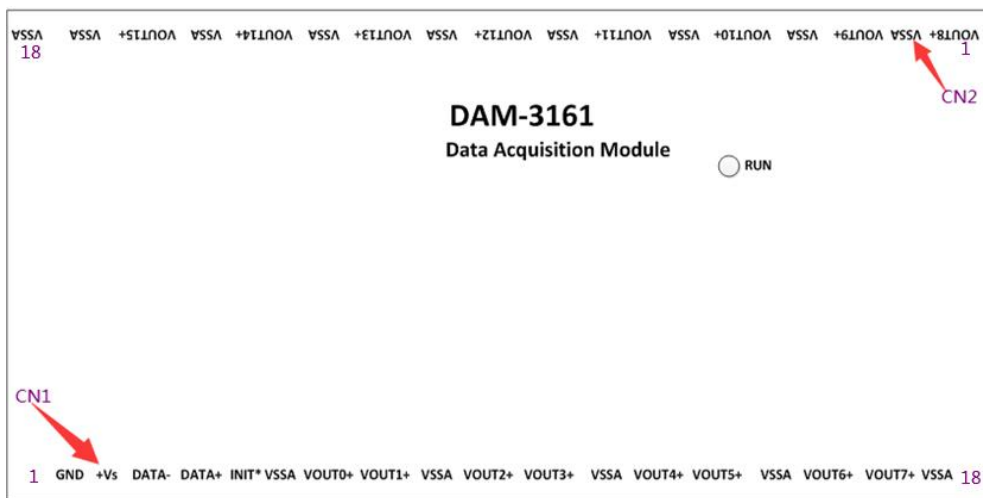 VSSA VSSA VOUT15+ VSSA VOUT14+ VSSA VOUT13+ VSSA VOUT12+ VSSA VOUT11+ VSSA VOUT10+ VSSA VOUT9+ VSSA VOUT8+
18 1
CN2
DAM-3161
Data Acquisition Module
RUN
CN1
1 GND +Vs DATA- DATA+ INIT* VSSA VOUT0+ VOUT1+ VSSA VOUT2+ VOUT3+ VSSA VOUT4+ VOUT5+ VSSA VOUT6+ VOUT7+ VSSA 18